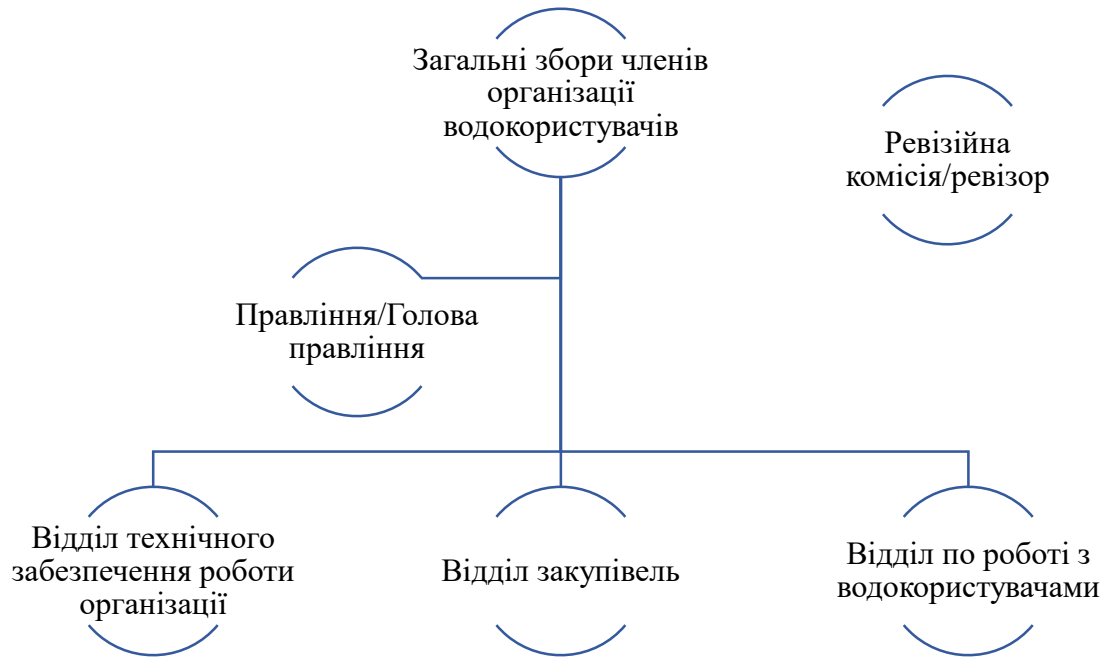 Загальні збори членів
організації
водокористувачів
Ревізійна
комісія/ревізор
Правління/Голова
правління
Відділ технічного
забезпечення роботи
організації
Відділ закупівель
Відділ по роботі з
водокористувачами